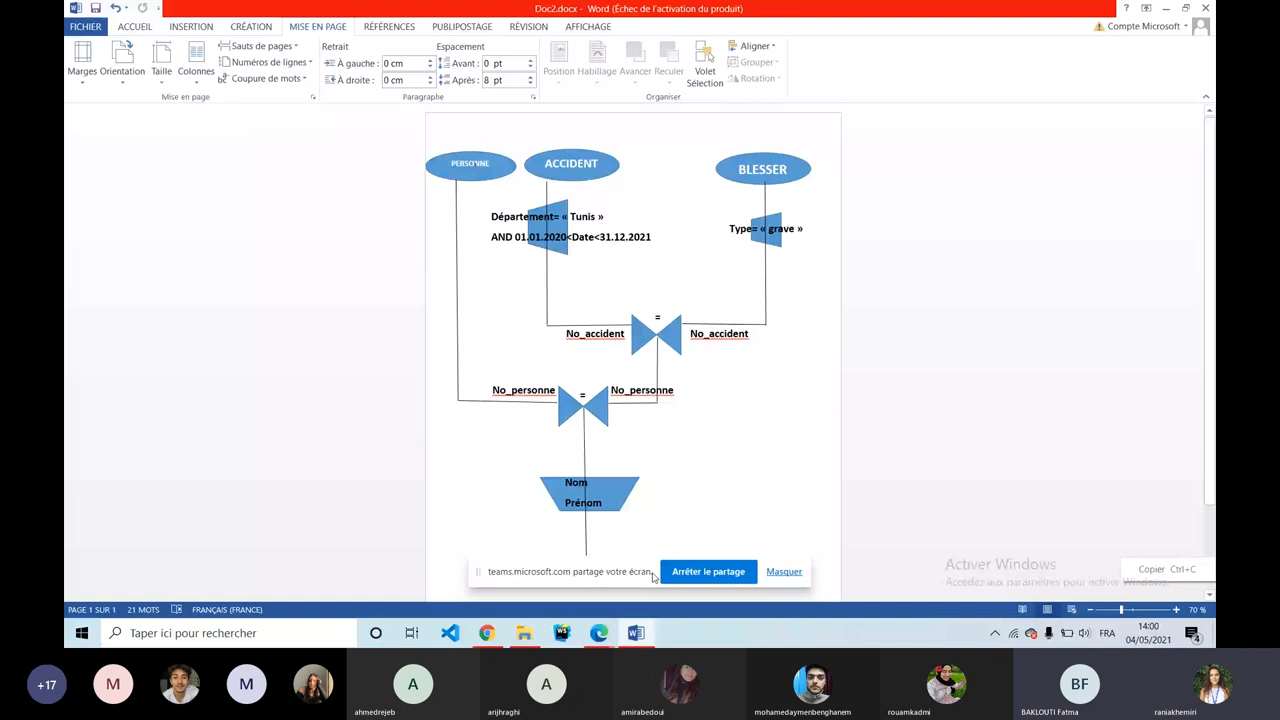 Doc2.docx - Word (Échec de l'activation du produit)
FICHIER ACCUEIL INSERTION CRÉATION MISE EN PAGE RÉFÉRENCES PUBLIPOSTAGE RÉVISION AFFICHAGE Compte Microsoft
Marges Orientation Taille Colonnes
Sauts de pages
Numéros de lignes
Coupure de mots
Mise en page
Retrait Espacement
À gauche : 0 cm Avant : 0 pt
À droite : 0 cm Après : 8 pt
Paragraphe
Position Habillage Avancer Reculer Volet Sélection
Aligner
Grouper
Rotation
Organiser
PERSONNE ACCIDENT BLESSER
Département= « Tunis »
AND 01.01.2020<Date<31.12.2021
Type= « grave »
=
No_accident No_accident
No_personne = No_personne
Nom
Prénom
teams.microsoft.com partage votre écran. Arrêter le partage Masquer
Activer Windows
Accédez aux paramètres pour activer Windows.
Copier Ctrl+C
PAGE 1 SUR 1 21 MOTS FRANÇAIS (FRANCE) 70 %
Taper ici pour rechercher
FRA
14:00
04/05/2021
4
+17 M M A A BF
ahmedrejeb arijhraghi amirabedoui mohamedaymenbenghanem rouamkadmi BAKLOUTI Fatma raniakhemiri